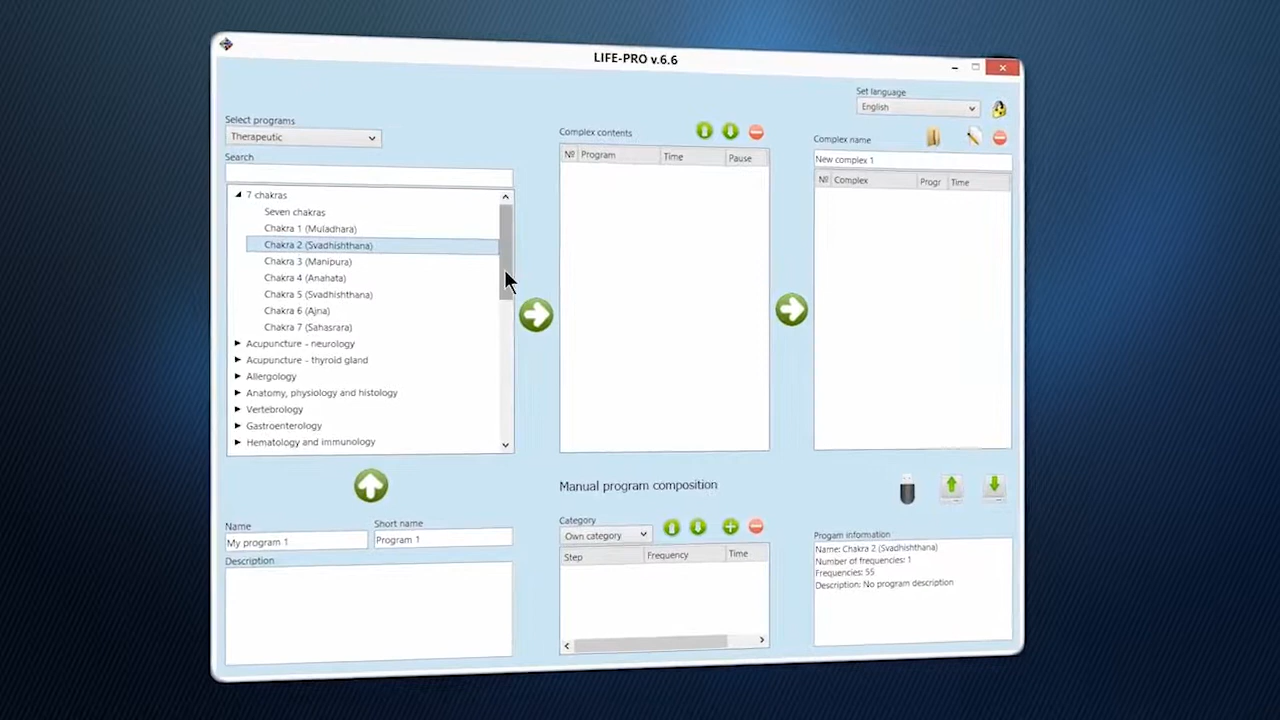 LIFE-PRO v.6.6
Set language
English
Select programs
Therapeutic
Search
7 chakras
Seven chakras
Chakra 1 (Muladhara)
Chakra 2 (Svadhishthana)
Chakra 3 (Manipura)
Chakra 4 (Anahata)
Chakra 5 (Svadhishthana)
Chakra 6 (Ajna)
Chakra 7 (Sahasrara)
Acupuncture - neurology
Acupuncture - thyroid gland
Allergology
Anatomy, physiology and histology
Vertebrology
Gastroenterology
Hematology and immunology
Complex contents
№ Program Time Pause
Complex name
New complex 1
№ Complex Progr Time
Name
My program 1
Short name
Program 1
Description
Manual program composition
Category
Own category
Step Frequency Time
Progam information
Name: Chakra 2 (Svadhishthana)
Number of frequencies: 1
Frequencies: 55
Description: No program description